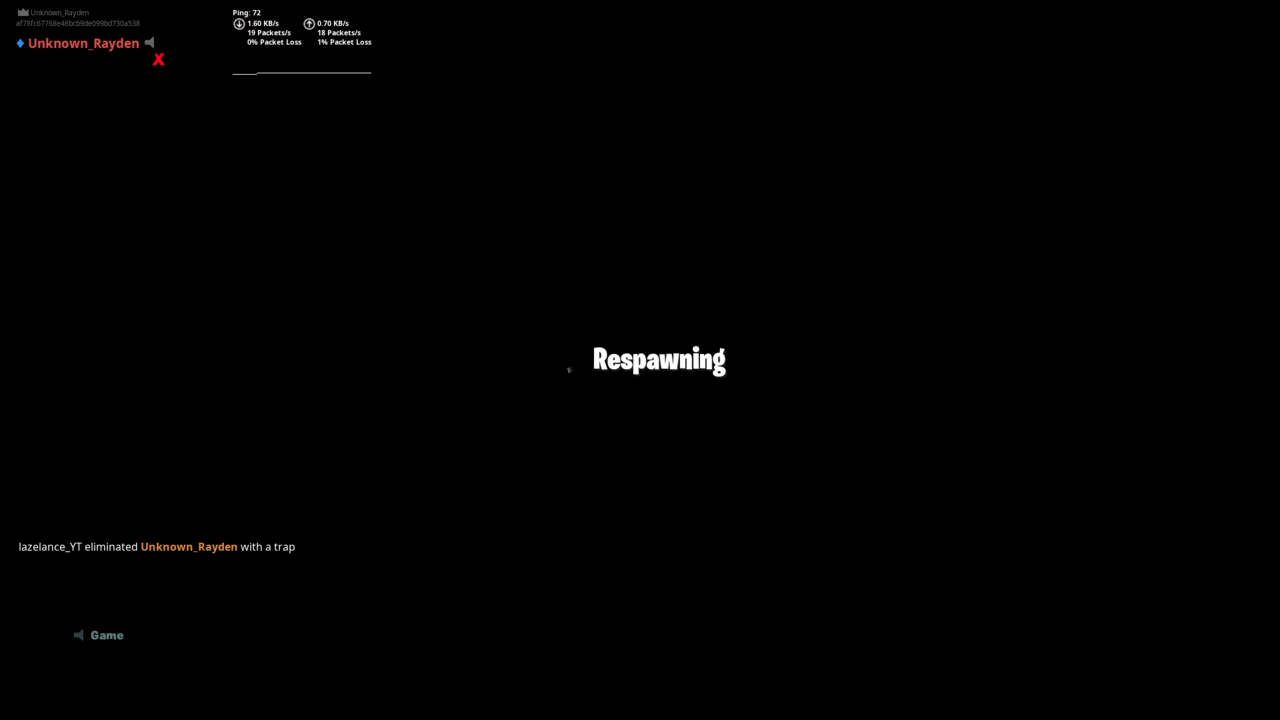 Unknown_Rayden
Ping: 72
1.60 KB/s
0.70 KB/s
af78fc67768e46bcb9de099bd730a538
19 Packets/s
18 Packets/s
Unknown_Rayden
0% Packet Loss
1% Packet Loss
X
Respawning
lazelance_YT eliminated Unknown_Rayden with a trap
Game